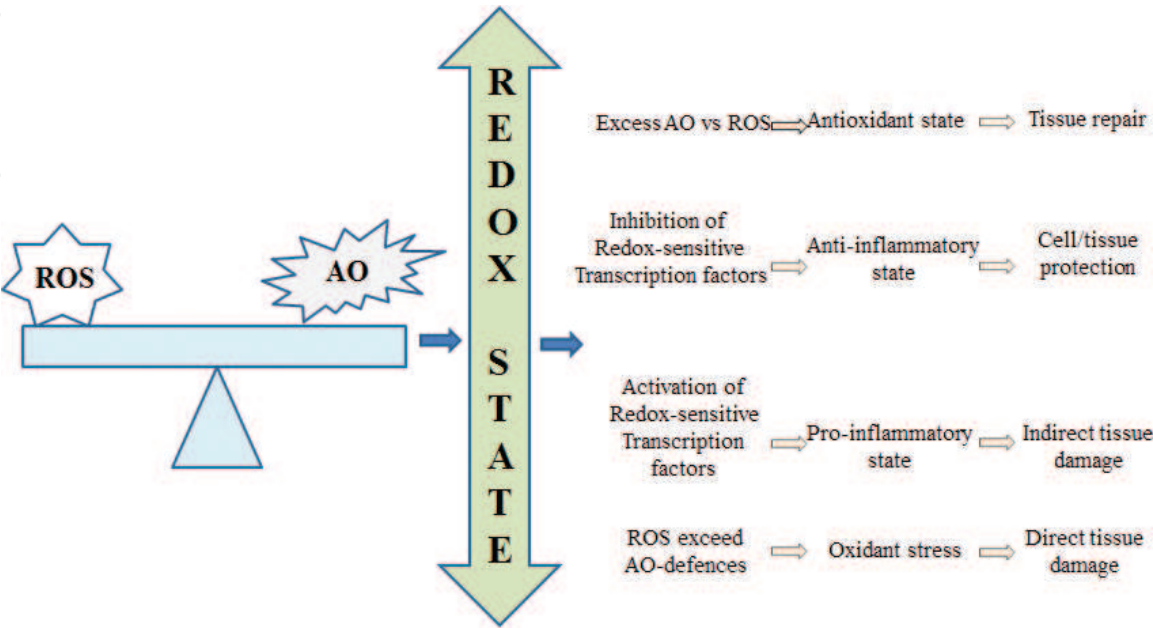 ROS
AO
REDOX STATE
Excess AO vs ROS
Antioxidant state
Tissue repair
Inhibition of
Redox-sensitive
Transcription factors
Anti-inflammatory
state
Cell/tissue
protection
Activation of
Redox-sensitive
Transcription
factors
Pro-inflammatory
state
Indirect tissue
damage
ROS exceed
AO-defences
Oxidant stress
Direct tissue
damage